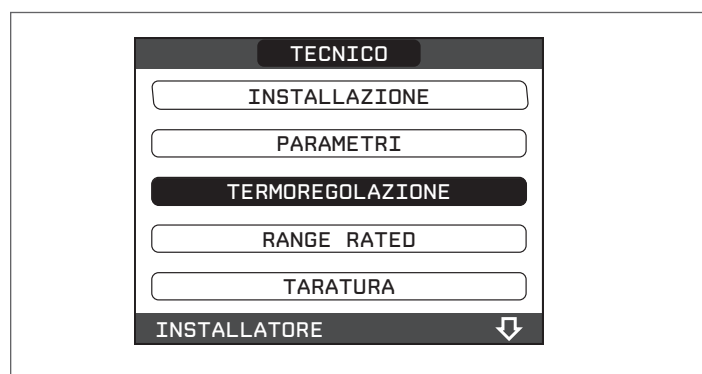 TECNICO
INSTALLAZIONE
PARAMETRI
TERMOREGOLAZIONE
RANGE RATED
TARATURA
INSTALLATORE